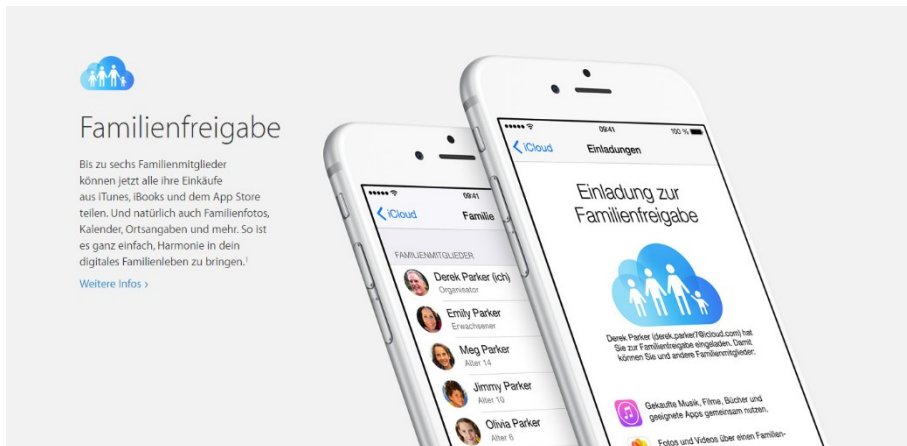 Familienfreigabe
Bis zu sechs Familienmitglieder
können jetzt alle ihre Einkäufe
aus iTunes, iBooks und dem App Store
teilen. Und natürlich auch Familienfotos,
Kalender, Ortsangaben und mehr. So ist
es ganz einfach, Harmonie in dein
digitales Familienleben zu bringen.¹
Weitere Infos >
09:41
iCloud
Familie
FAMILIENMITGLIEDER
Derek Parker (ich)
Organisator
Emily Parker
Erwachsener
Meg Parker
Alter 14
Jimmy Parker
Alter 10
Olivia Parker
Alter 6
09:41 100 %
iCloud
Einladungen
Einladung zur
Familienfreigabe
Derek Parker (derek.parker7@icloud.com) hat
Sie zur Familienfreigabe eingeladen. Damit
können Sie und andere Familienmitglieder:
Gekaufte Musik, Filme, Bücher und
geeignete Apps gemeinsam nutzen.
Fotos und Videos über einen Familien-